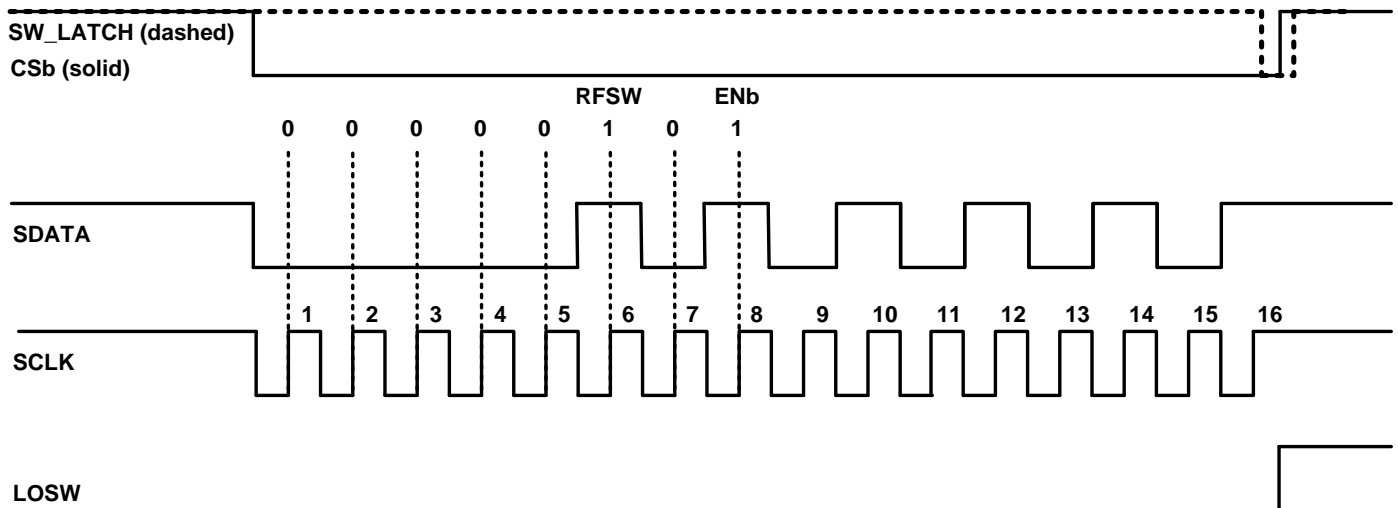 SW_LATCH (dashed)
CSb (solid)
RFSW ENb
0 0 0 0 0 1 0 1
SDATA
1 2 3 4 5 6 7 8 9 10 11 12 13 14 15 16
SCLK
LOSW